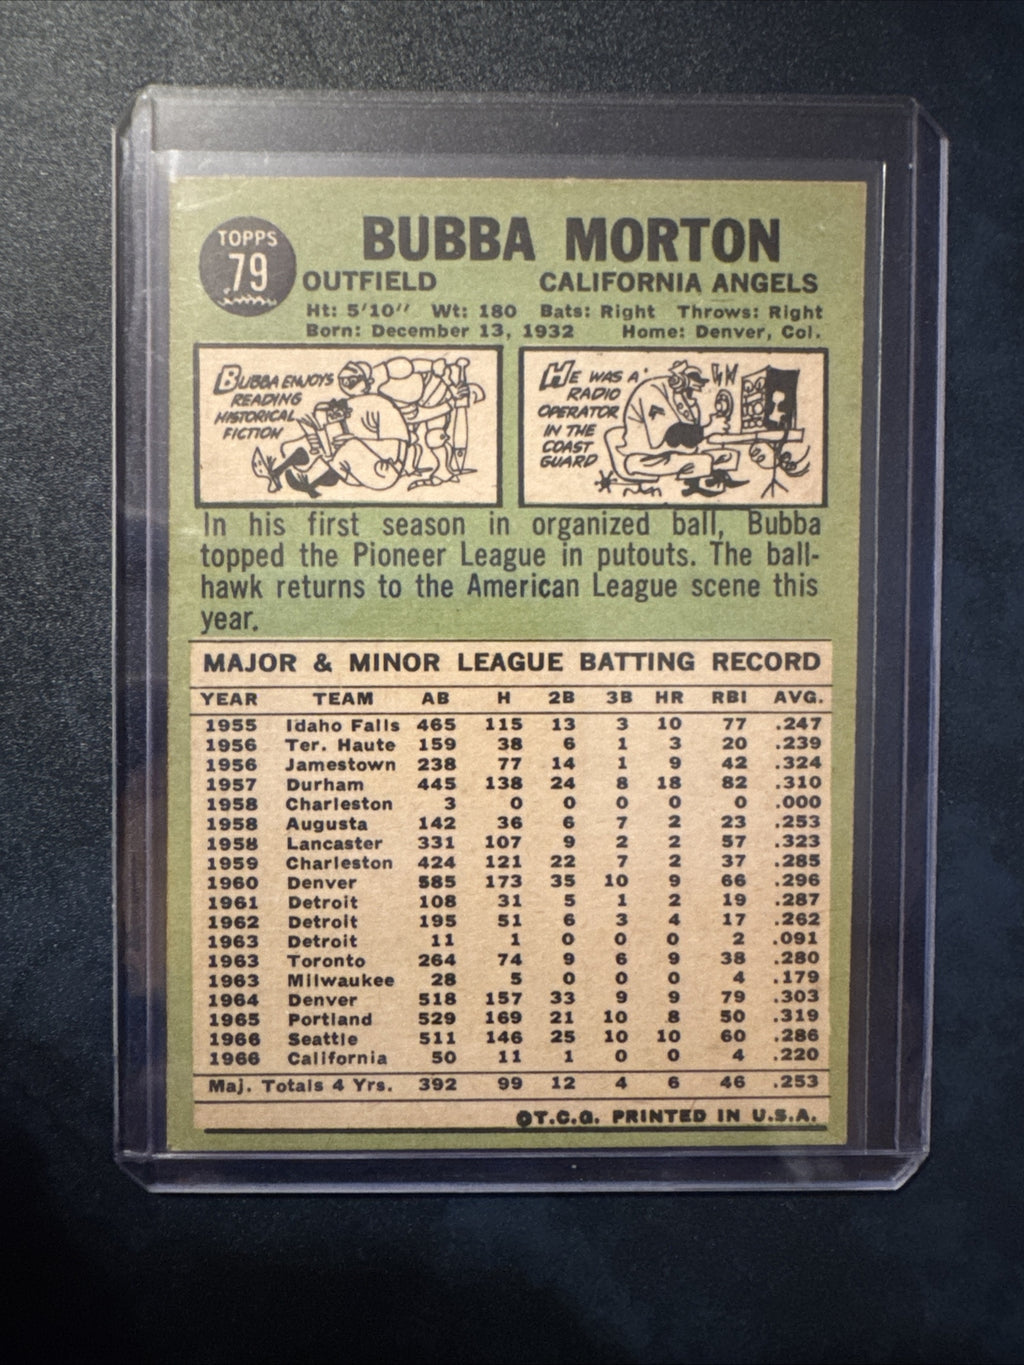 TOPPS
79
BUBBA MORTON
OUTFIELD CALIFORNIA ANGELS
Ht: 5'10" Wt: 180 Bats: Right Throws: Right
Born: December 13, 1932 Home: Denver, Col.
BUBBA ENJOYS
READING
HISTORICAL
FICTION
HE WAS A
RADIO
OPERATOR
IN THE
COAST
GUARD
In his first season in organized ball, Bubba
topped the Pioneer League in putouts. The ball-
hawk returns to the American League scene this
year.
MAJOR & MINOR LEAGUE BATTING RECORD
YEAR TEAM AB H 2B 3B HR RBI AVG.
1955 Idaho Falls 465 115 13 3 10 77 .247
1956 Ter. Haute 159 38 6 1 3 20 .239
1956 Jamestown 238 77 14 1 9 42 .324
1957 Durham 445 138 24 8 18 82 .310
1958 Charleston 3 0 0 0 0 0 .000
1958 Augusta 142 36 6 7 2 23 .253
1958 Lancaster 331 107 9 2 2 57 .323
1959 Charleston 424 121 22 7 2 37 .285
1960 Denver 585 173 35 10 9 66 .296
1961 Detroit 108 31 5 1 2 19 .287
1962 Detroit 195 51 6 3 4 17 .262
1963 Detroit 11 1 0 0 0 2 .091
1963 Toronto 264 74 9 6 9 38 .280
1963 Milwaukee 28 5 0 0 0 4 .179
1964 Denver 518 157 33 9 9 79 .303
1965 Portland 529 169 21 10 8 50 .319
1966 Seattle 511 146 25 10 10 60 .286
1966 California 50 11 1 0 0 4 .220
Maj. Totals 4 Yrs. 392 99 12 4 6 46 .253
©T.C.G. PRINTED IN U.S.A.